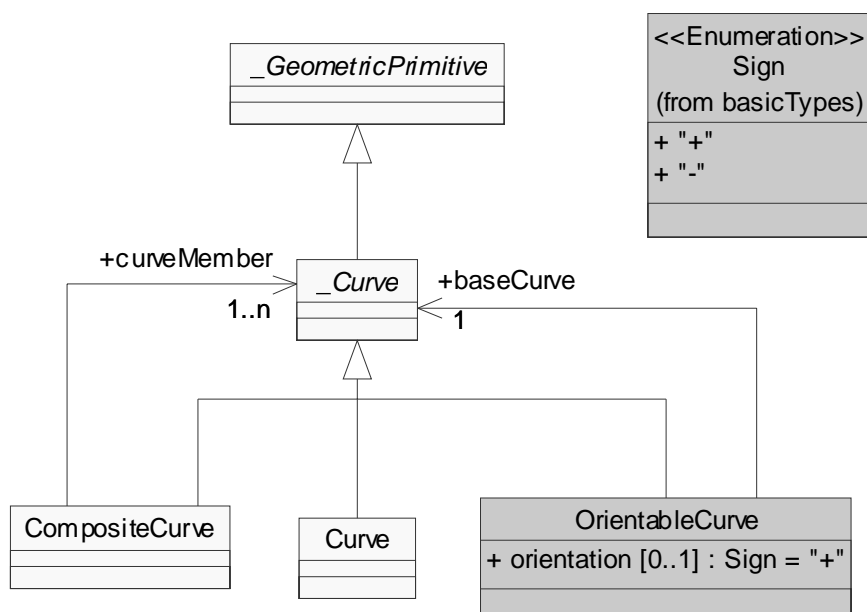 <<Enumeration>>
Sign
(from basicTypes)
+ "+"
+ "-"
_GeometricPrimitive
+curveMember
1..n
_Curve
+baseCurve
1
CompositeCurve
Curve
OrientableCurve
+ orientation [0..1] : Sign = "+"